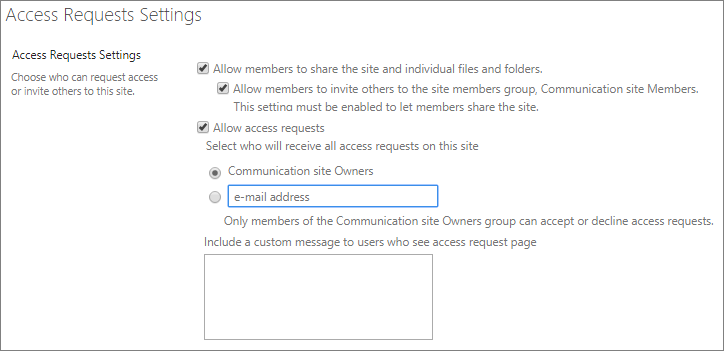 Access Requests Settings
Access Requests Settings
Choose who can request access
or invite others to this site.
Allow members to share the site and individual files and folders.
Allow members to invite others to the site members group, Communication site Members.
This setting must be enabled to let members share the site.
Allow access requests
Select who will receive all access requests on this site
Communication site Owners
e-mail address
Only members of the Communication site Owners group can accept or decline access requests.
Include a custom message to users who see access request page